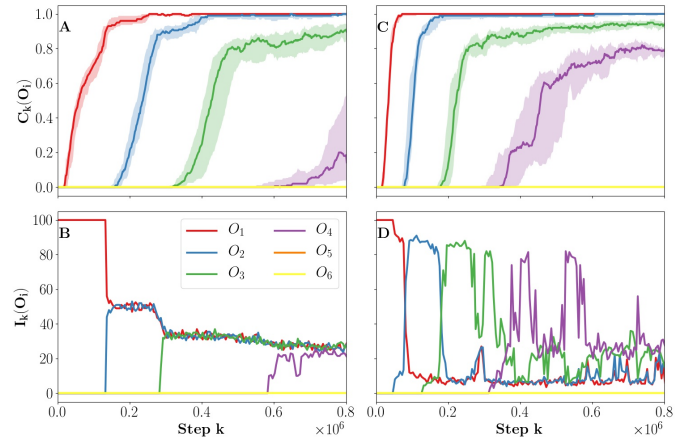 1.0
0.8
0.6
0.4
0.2
0.0
C_k(O_i)
A
C
100
80
60
40
20
0
I_k(O_i)
B
O_1
O_2
O_3
O_4
O_5
O_6
D
0.0 0.2 0.4 0.6 0.8
Step k
×10^6
0.0 0.2 0.4 0.6 0.8
Step k
×10^6